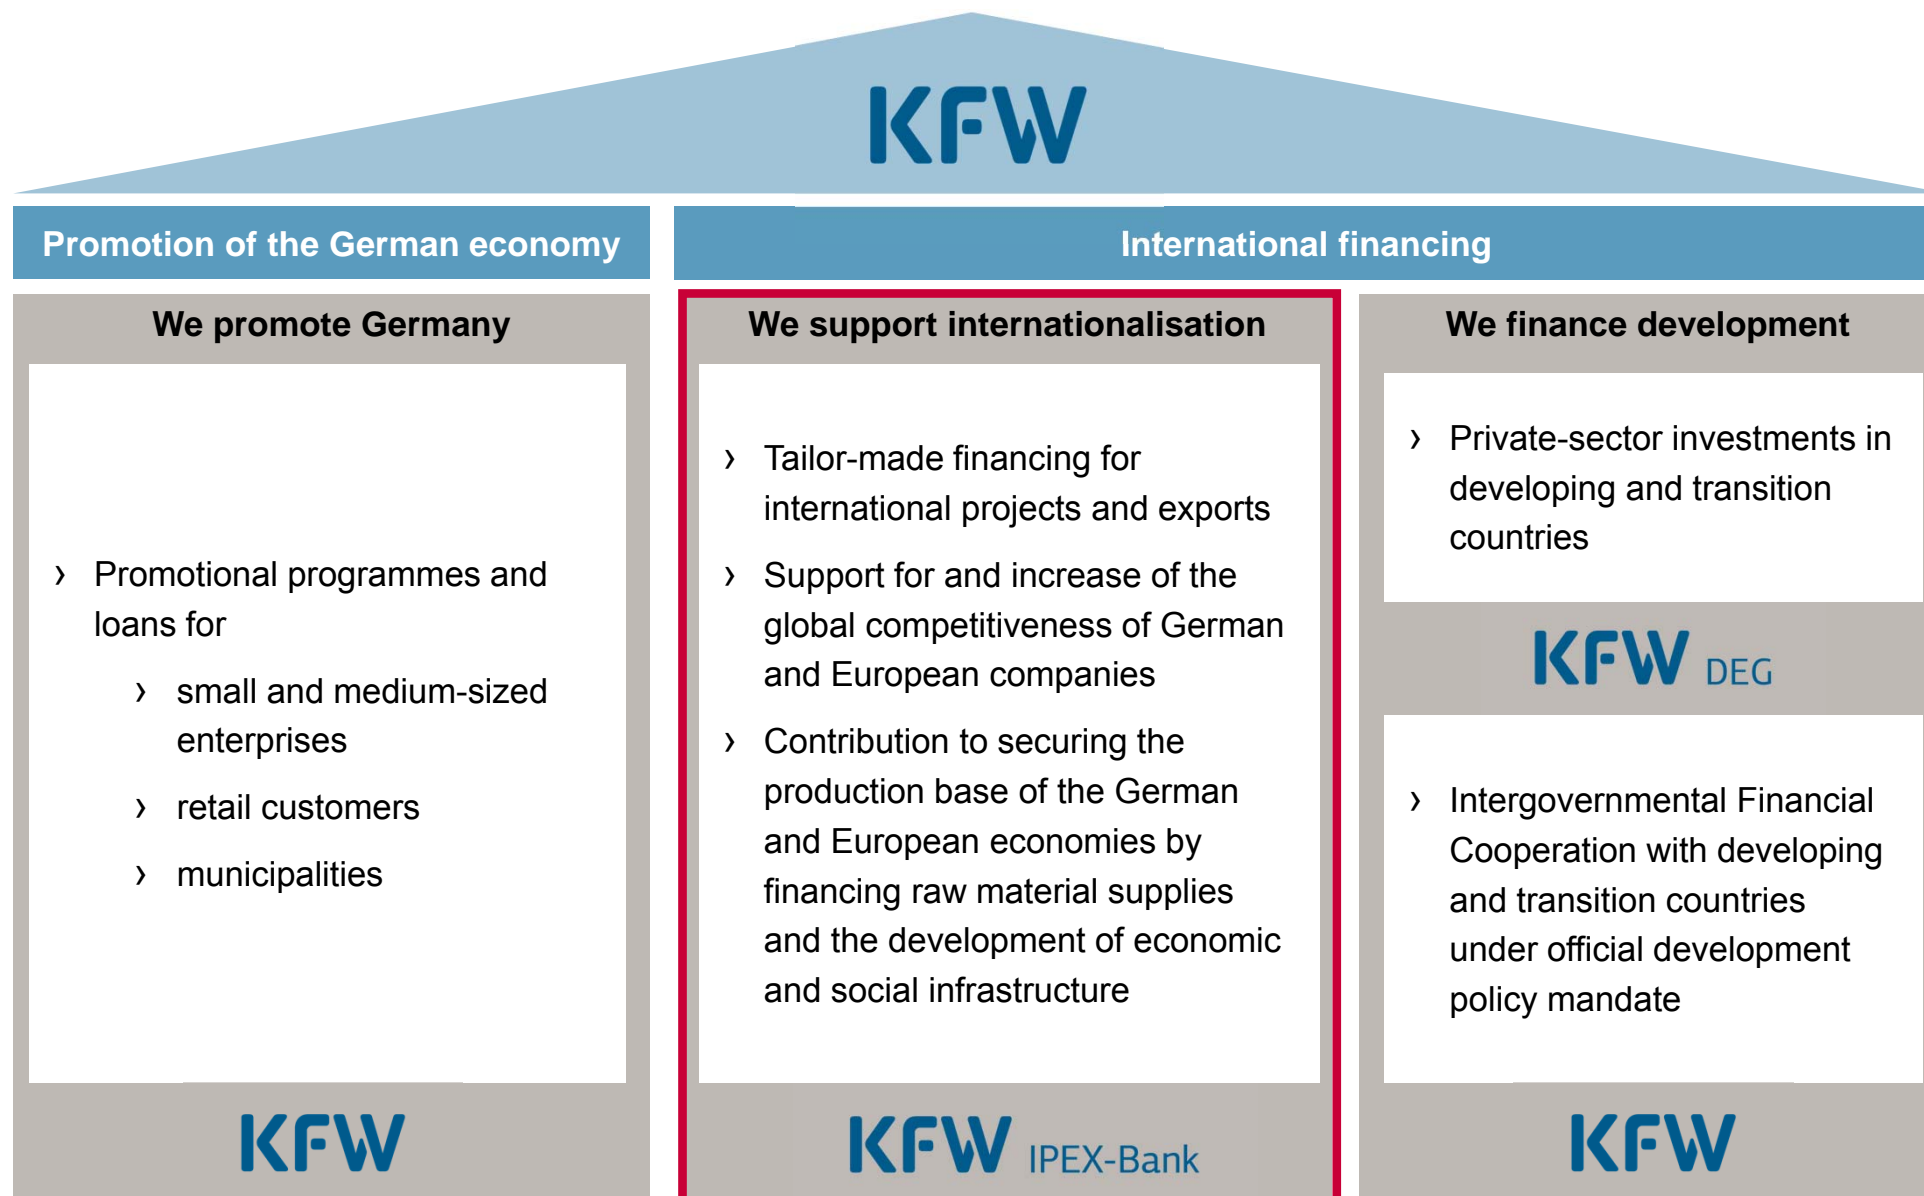 KFW
Promotion of the German economy
International financing
We promote Germany
› Promotional programmes and
loans for
› small and medium-sized
enterprises
› retail customers
› municipalities
KFW
We support internationalisation
› Tailor-made financing for
international projects and exports
› Support for and increase of the
global competitiveness of German
and European companies
› Contribution to securing the
production base of the German
and European economies by
financing raw material supplies
and the development of economic
and social infrastructure
KFW IPEX-Bank
We finance development
› Private-sector investments in
developing and transition
countries
KFW DEG
› Intergovernmental Financial
Cooperation with developing
and transition countries
under official development
policy mandate
KFW